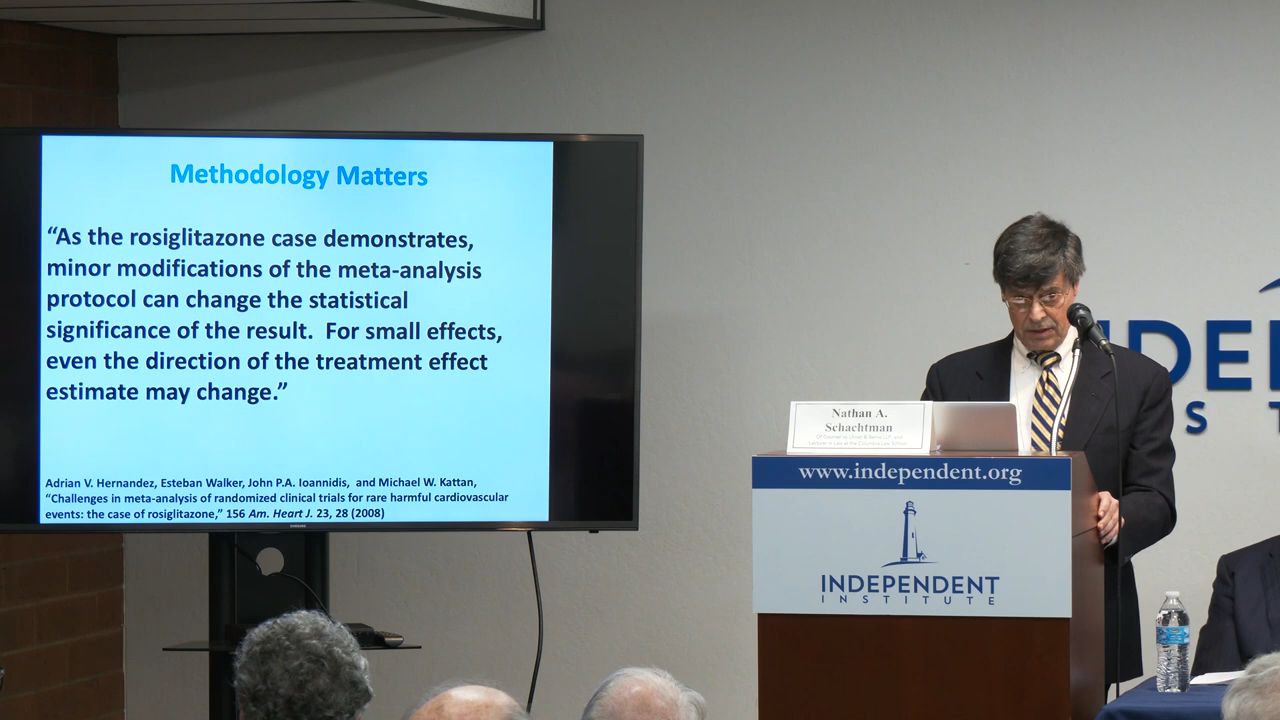 Methodology Matters
“As the rosiglitazone case demonstrates,
minor modifications of the meta-analysis
protocol can change the statistical
significance of the result.  For small effects,
even the direction of the treatment effect
estimate may change.”
Adrian V. Hernandez, Esteban Walker, John P.A. Ioannidis,  and Michael W. Kattan,
“Challenges in meta-analysis of randomized clinical trials for rare harmful cardiovascular
events: the case of rosiglitazone,” 156 Am. Heart J. 23, 28 (2008)
SAMSUNG
Nathan A.
Schachtman
www.independent.org
INDEPENDENT
INSTITUTE